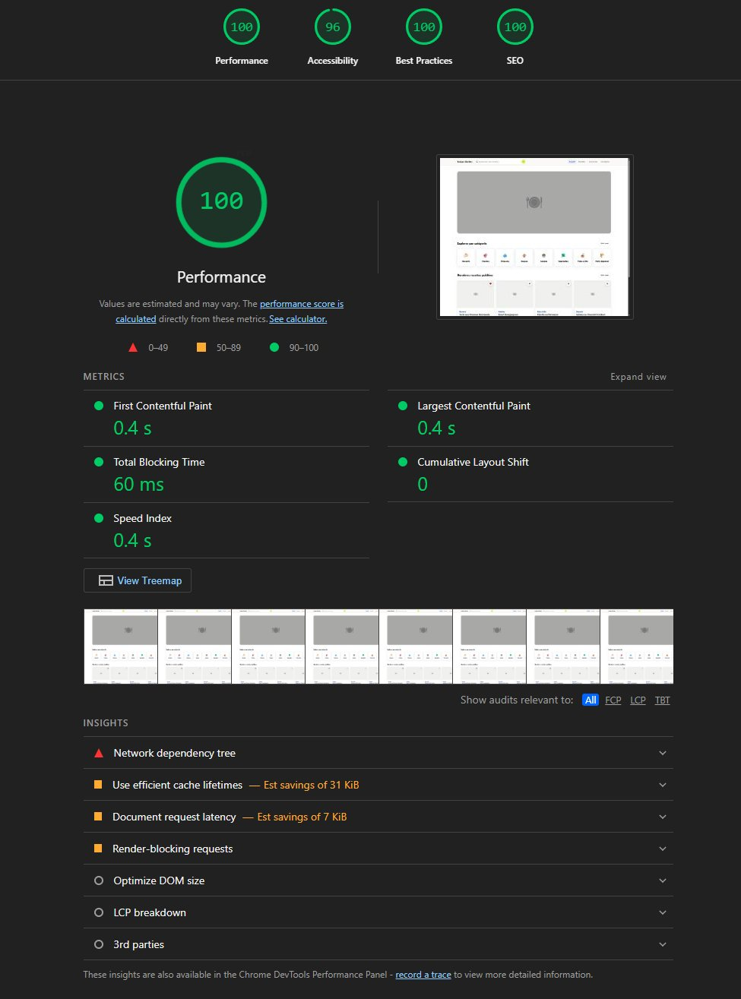 100
96
100
100
Performance
Accessibility
Best Practices
SEO
100
Performance
Values are estimated and may vary. The performance score is
calculated directly from these metrics. See calculator.
0–49
50–89
90–100
METRICS
Expand view
First Contentful Paint
0.4 s
Largest Contentful Paint
0.4 s
Total Blocking Time
60 ms
Cumulative Layout Shift
0
Speed Index
0.4 s
View Treemap
Show audits relevant to: All FCP LCP TBT
INSIGHTS
Network dependency tree
Use efficient cache lifetimes — Est savings of 31 KiB
Document request latency — Est savings of 7 KiB
Render-blocking requests
Optimize DOM size
LCP breakdown
3rd parties
These insights are also available in the Chrome DevTools Performance Panel - record a trace to view more detailed information.